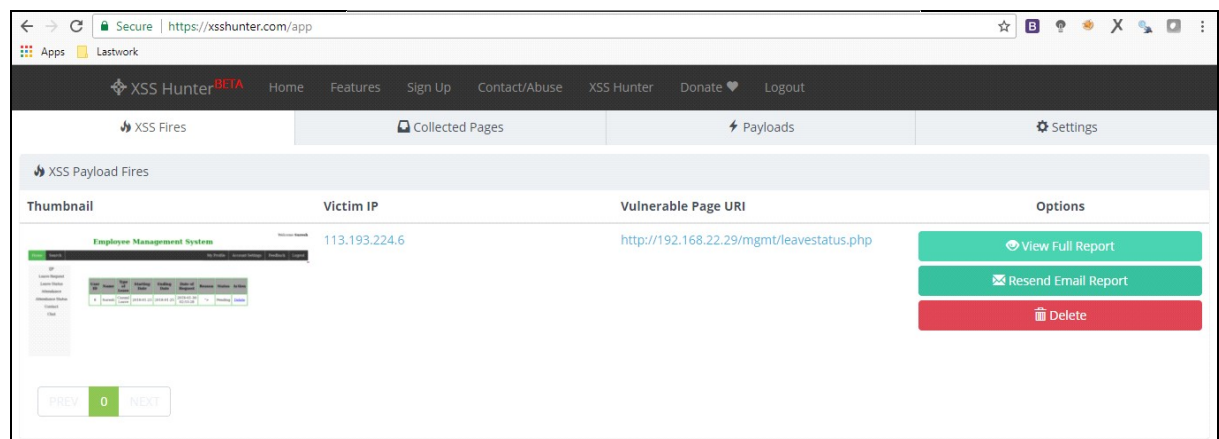 Secure | https://xsshunter.com/app
Apps Lastwork
XSS Hunter BETA Home Features Sign Up Contact/Abuse XSS Hunter Donate Logout
XSS Fires Collected Pages Payloads Settings
XSS Payload Fires
Thumbnail Victim IP Vulnerable Page URI Options
Employee Management System
113.193.224.6 http://192.168.22.29/mgmt/leavestatus.php
View Full Report
Resend Email Report
Delete
PREV 0 NEXT